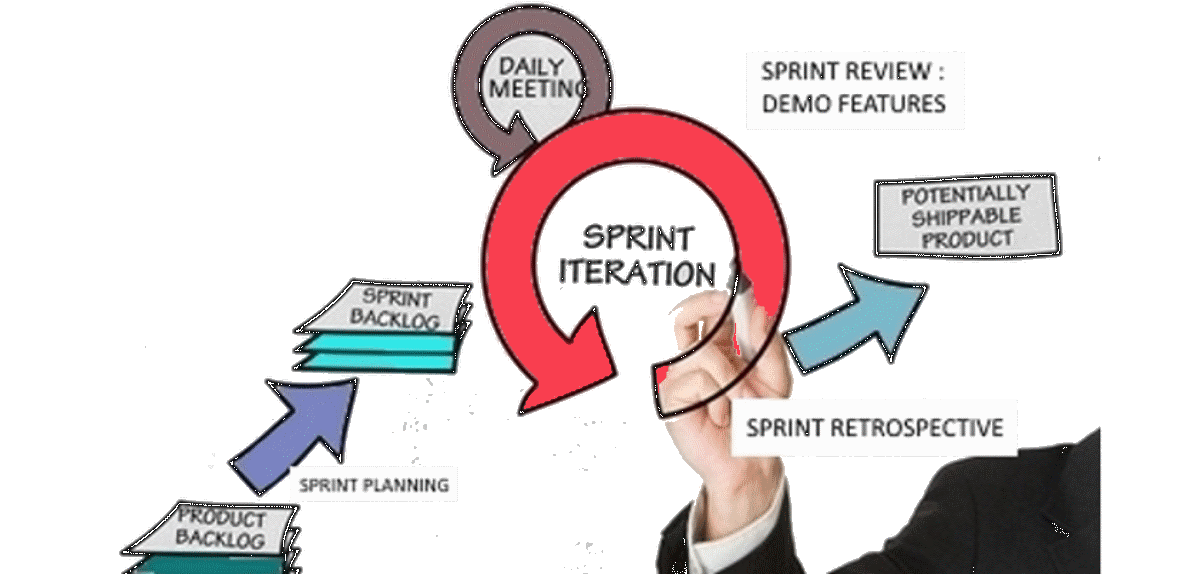 DAILY
MEETING
SPRINT REVIEW :
DEMO FEATURES
POTENTIALLY
SHIPPABLE
PRODUCT
SPRINT
ITERATION
SPRINT
BACKLOG
SPRINT RETROSPECTIVE
SPRINT PLANNING
PRODUCT
BACKLOG